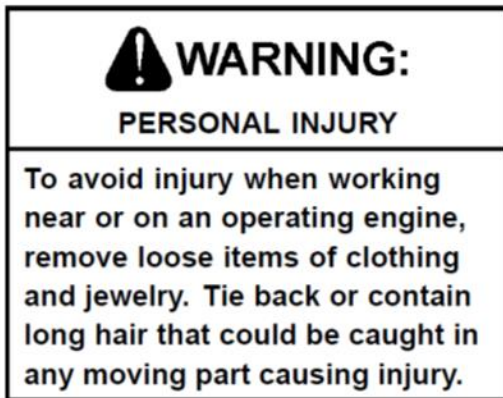 WARNING:
PERSONAL INJURY
To avoid injury when working
near or on an operating engine,
remove loose items of clothing
and jewelry. Tie back or contain
long hair that could be caught in
any moving part causing injury.